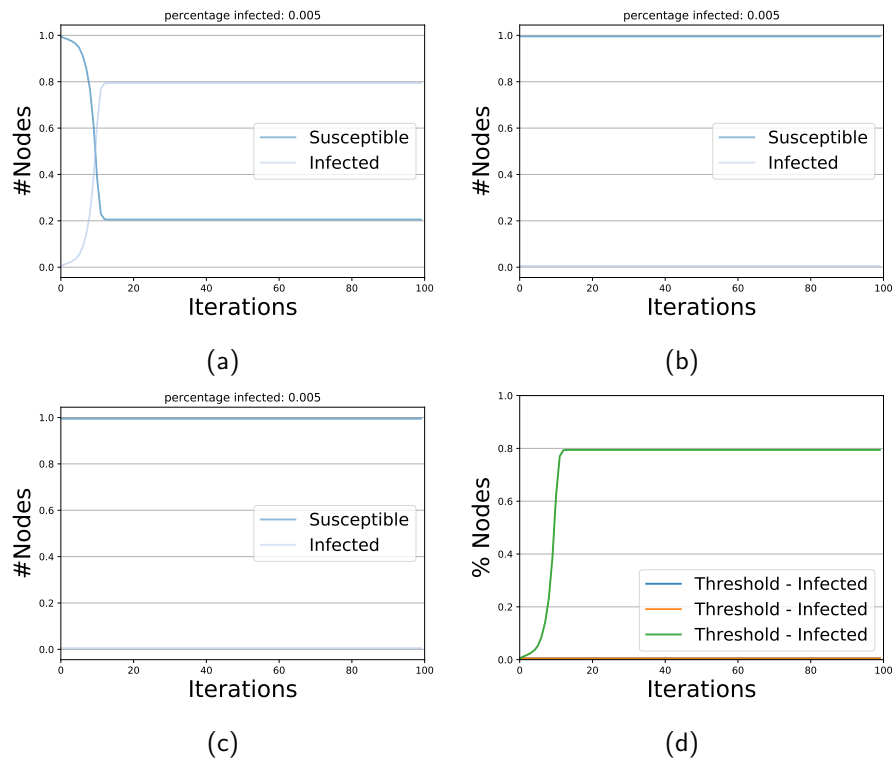 percentage infected: 0.005
1.0
0.8
0.6
0.4
0.2
0.0
#Nodes
Susceptible
Infected
0 20 40 60 80 100
Iterations
(a)
percentage infected: 0.005
1.0
0.8
0.6
0.4
0.2
0.0
#Nodes
Susceptible
Infected
0 20 40 60 80 100
Iterations
(b)
percentage infected: 0.005
1.0
0.8
0.6
0.4
0.2
0.0
#Nodes
Susceptible
Infected
0 20 40 60 80 100
Iterations
(c)
1.0
0.8
0.6
0.4
0.2
0.0
% Nodes
Threshold - Infected
Threshold - Infected
Threshold - Infected
0 20 40 60 80 100
Iterations
(d)